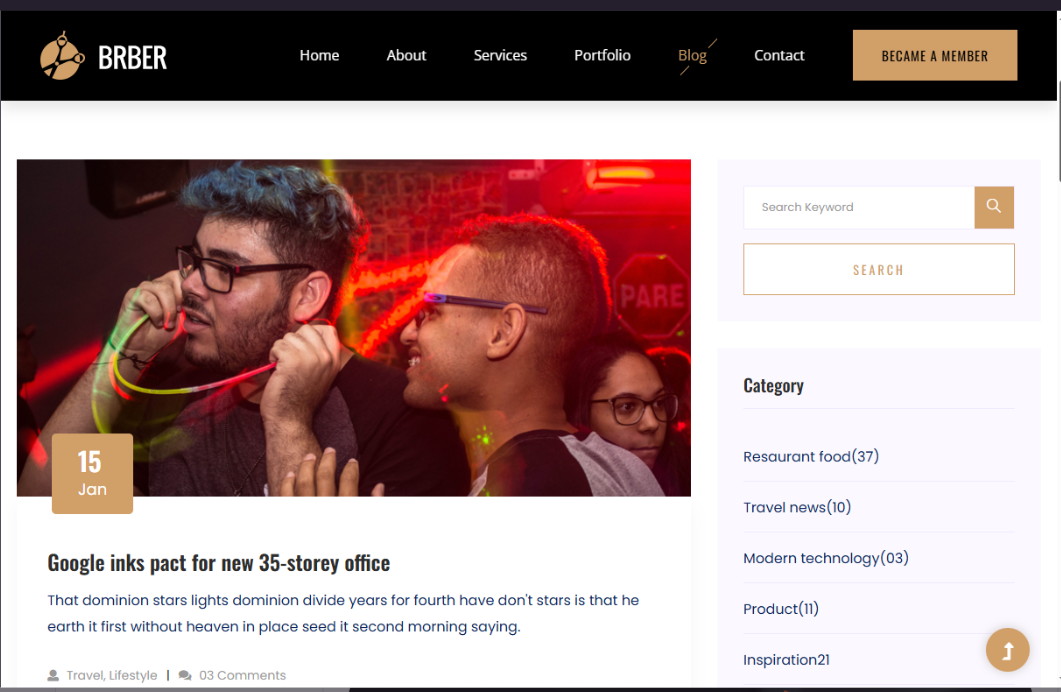 BRBER
Home
About
Services
Portfolio
Blog
Contact
BECAME A MEMBER
PARE
15
Jan
Google inks pact for new 35-storey office
That dominion stars lights dominion divide years for fourth have don't stars is that he
earth it first without heaven in place seed it second morning saying.
Travel, Lifestyle | 03 Comments
Search Keyword
SEARCH
Category
Resaurant food(37)
Travel news(10)
Modern technology(03)
Product(11)
Inspiration21